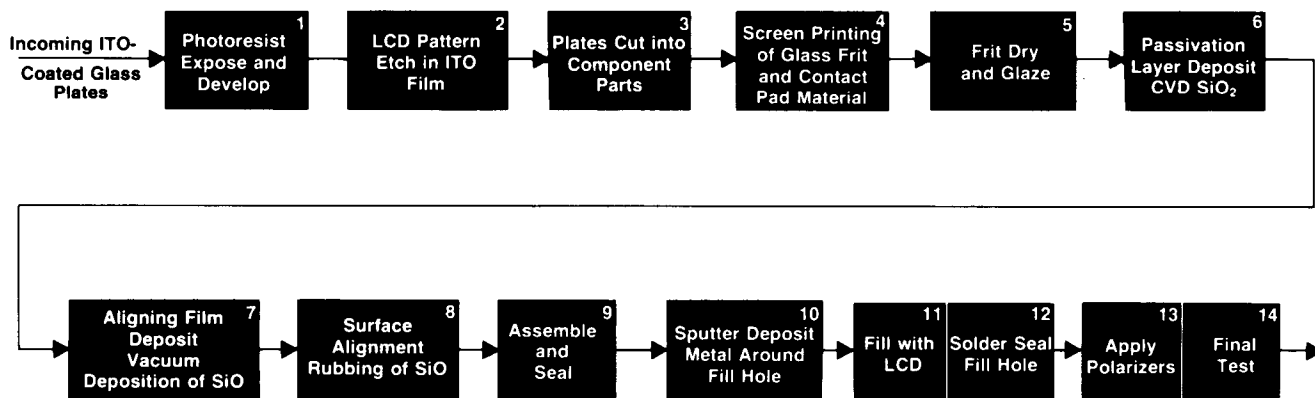 Incoming ITO-
Coated Glass
Plates
1
Photoresist
Expose and
Develop
2
LCD Pattern
Etch in ITO
Film
3
Plates Cut into
Component
Parts
4
Screen Printing
of Glass Frit
and Contact
Pad Material
5
Frit Dry
and Glaze
6
Passivation
Layer Deposit
CVD SiO₂
7
Aligning Film
Deposit
Vacuum
Deposition of SiO
8
Surface
Alignment
Rubbing of SiO
9
Assemble
and
Seal
10
Sputter Deposit
Metal Around
Fill Hole
11
Fill with
LCD
12
Solder Seal
Fill Hole
13
Apply
Polarizers
14
Final
Test